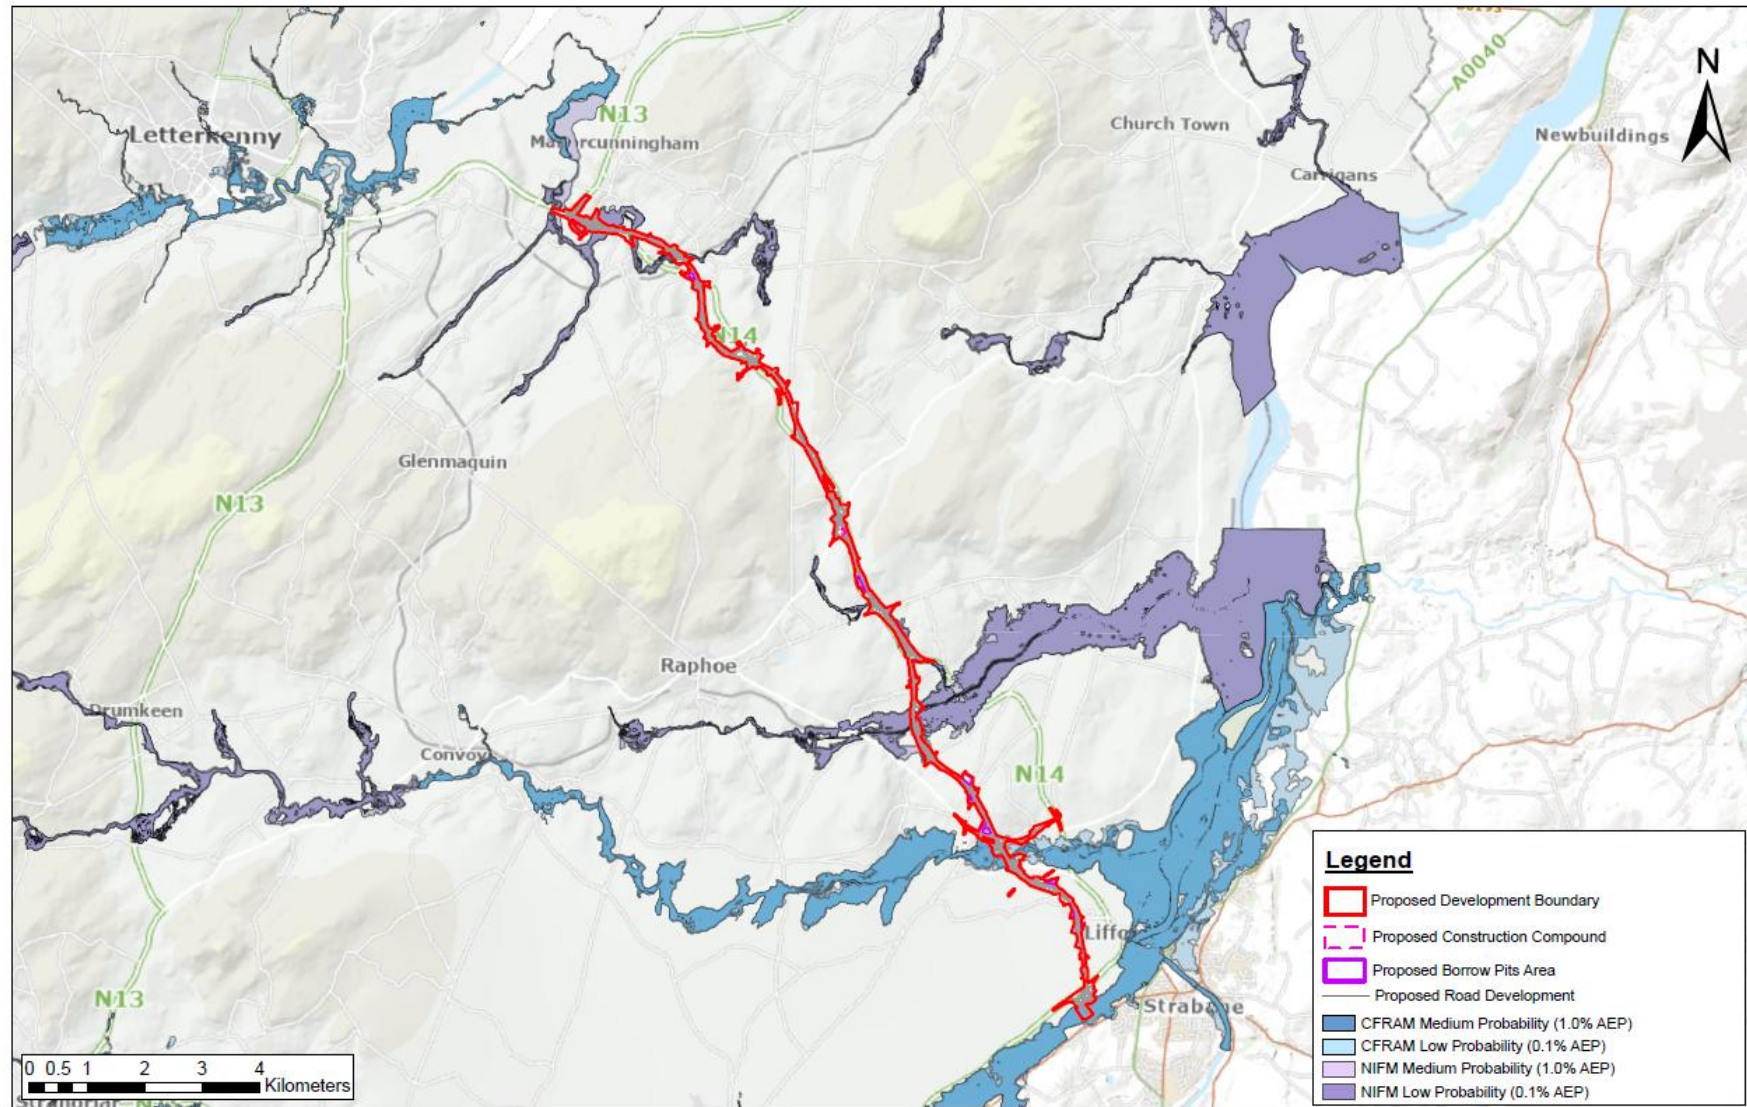 A0040
N
N13
Letterkenny
Church Town
Newbuildings
Carrigans
N14
Glenmaquin
N13
Raphoe
Drumkeen
Convoy
N14
N13
Strabane
Legend
Proposed Development Boundary
Proposed Construction Compound
Proposed Borrow Pits Area
Proposed Road Development
CFRAM Medium Probability (1.0% AEP)
CFRAM Low Probability (0.1% AEP)
NIFM Medium Probability (1.0% AEP)
NIFM Low Probability (0.1% AEP)
0 0.5 1 2 3 4
Kilometers